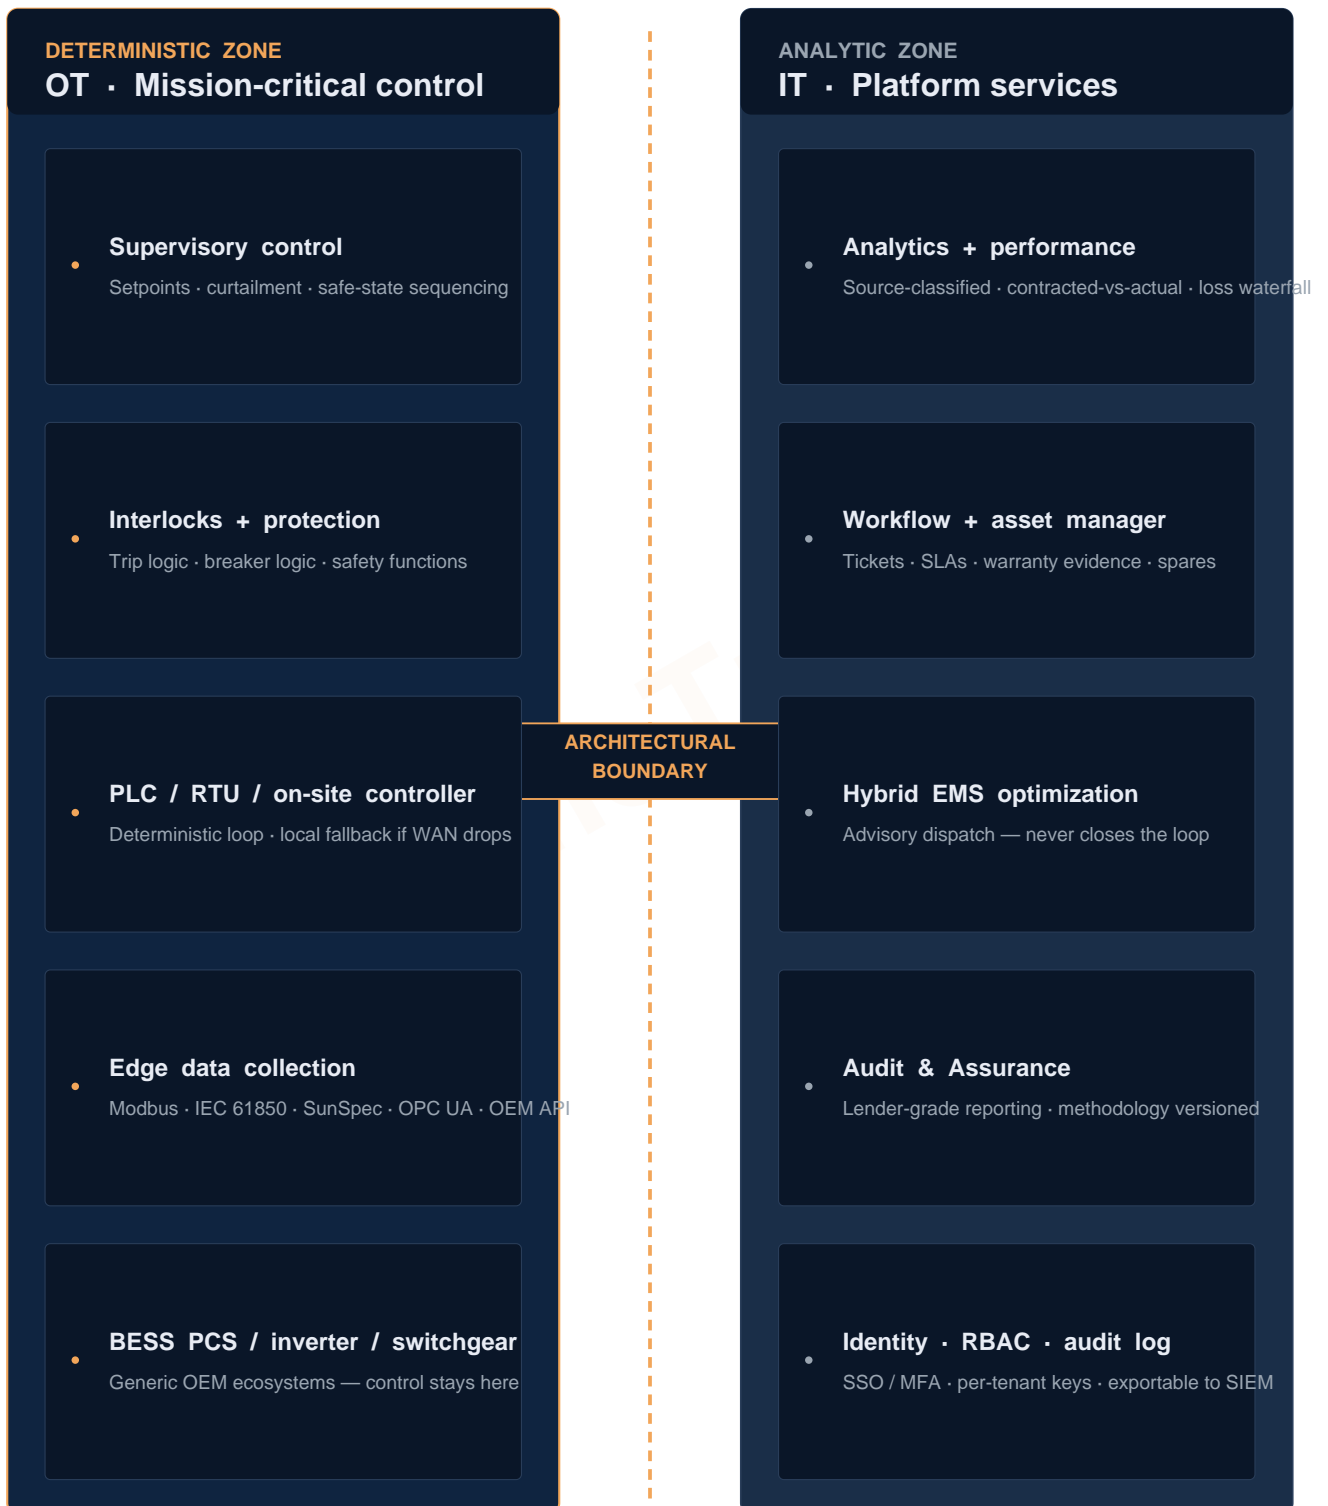 DETERMINISTIC ZONE
OT · Mission-critical control
Supervisory control
Setpoints · curtailment · safe-state sequencing
Interlocks + protection
Trip logic · breaker logic · safety functions
PLC / RTU / on-site controller
Deterministic loop · local fallback if WAN drops
Edge data collection
Modbus · IEC 61850 · SunSpec · OPC UA · OEM API
BESS PCS / inverter / switchgear
Generic OEM ecosystems — control stays here
ARCHITECTURAL
BOUNDARY
ANALYTIC ZONE
IT · Platform services
Analytics + performance
Source-classified · contracted-vs-actual · loss waterfall
Workflow + asset manager
Tickets · SLAs · warranty evidence · spares
Hybrid EMS optimization
Advisory dispatch — never closes the loop
Audit & Assurance
Lender-grade reporting · methodology versioned
Identity · RBAC · audit log
SSO / MFA · per-tenant keys · exportable to SIEM